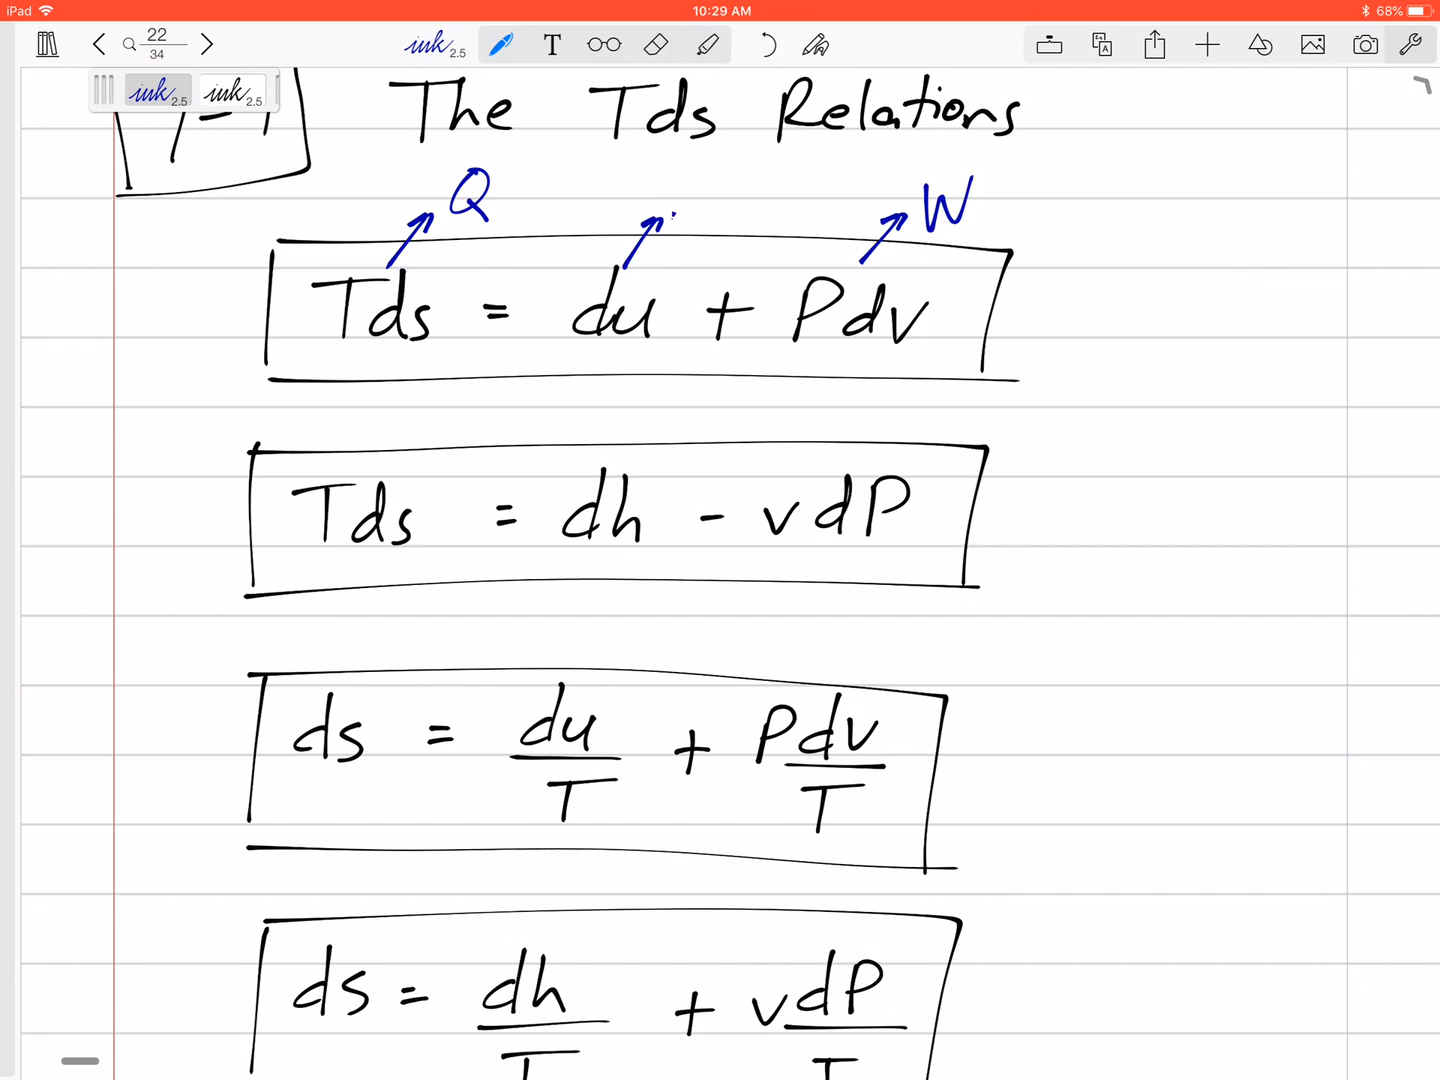 iPad 10:29 AM 68%
22
34
ink 2.5 T
ink 2.5 ink 2.5
The Tds Relations
Q W
Tds = du + Pdv
Tds = dh - vdP
ds = du/T + Pdv/T
ds = dh/T + vdP/T